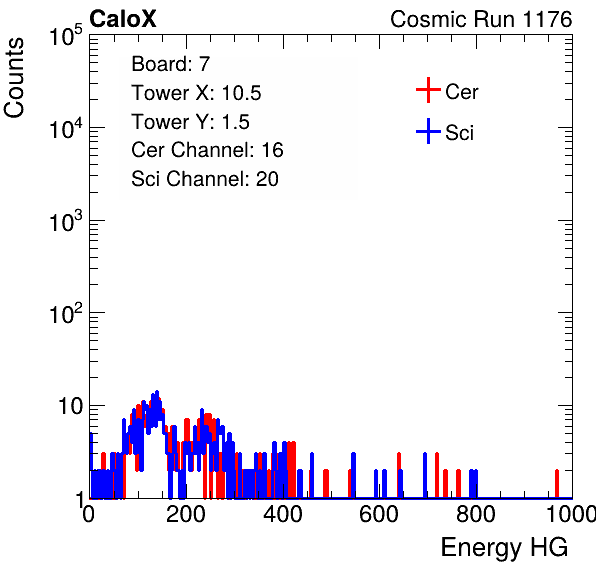 CaloX Cosmic Run 1176
Counts
Board: 7
Tower X: 10.5
Tower Y: 1.5
Cer Channel: 16
Sci Channel: 20
Cer
Sci
10^5
10^4
10^3
10^2
10
1
0 200 400 600 800 1000
Energy HG